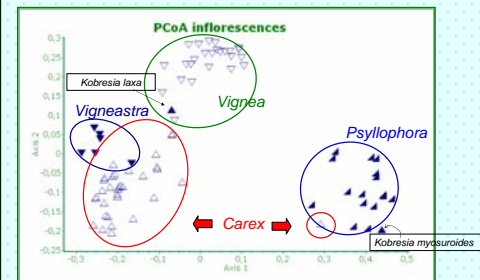 PCoA inflorescences
0,3
0,25
0,2
0,15
0,1
0,05
0
-0,05
-0,1
-0,15
-0,2
-0,25
Axis 2
Kobresia laxa
Vignea
Vigneastra
Psyllophora
Carex
Kobresia myosuroides
-0,3
-0,2
-0,1
0
0,1
0,2
0,3
0,4
0,5
Axis 1